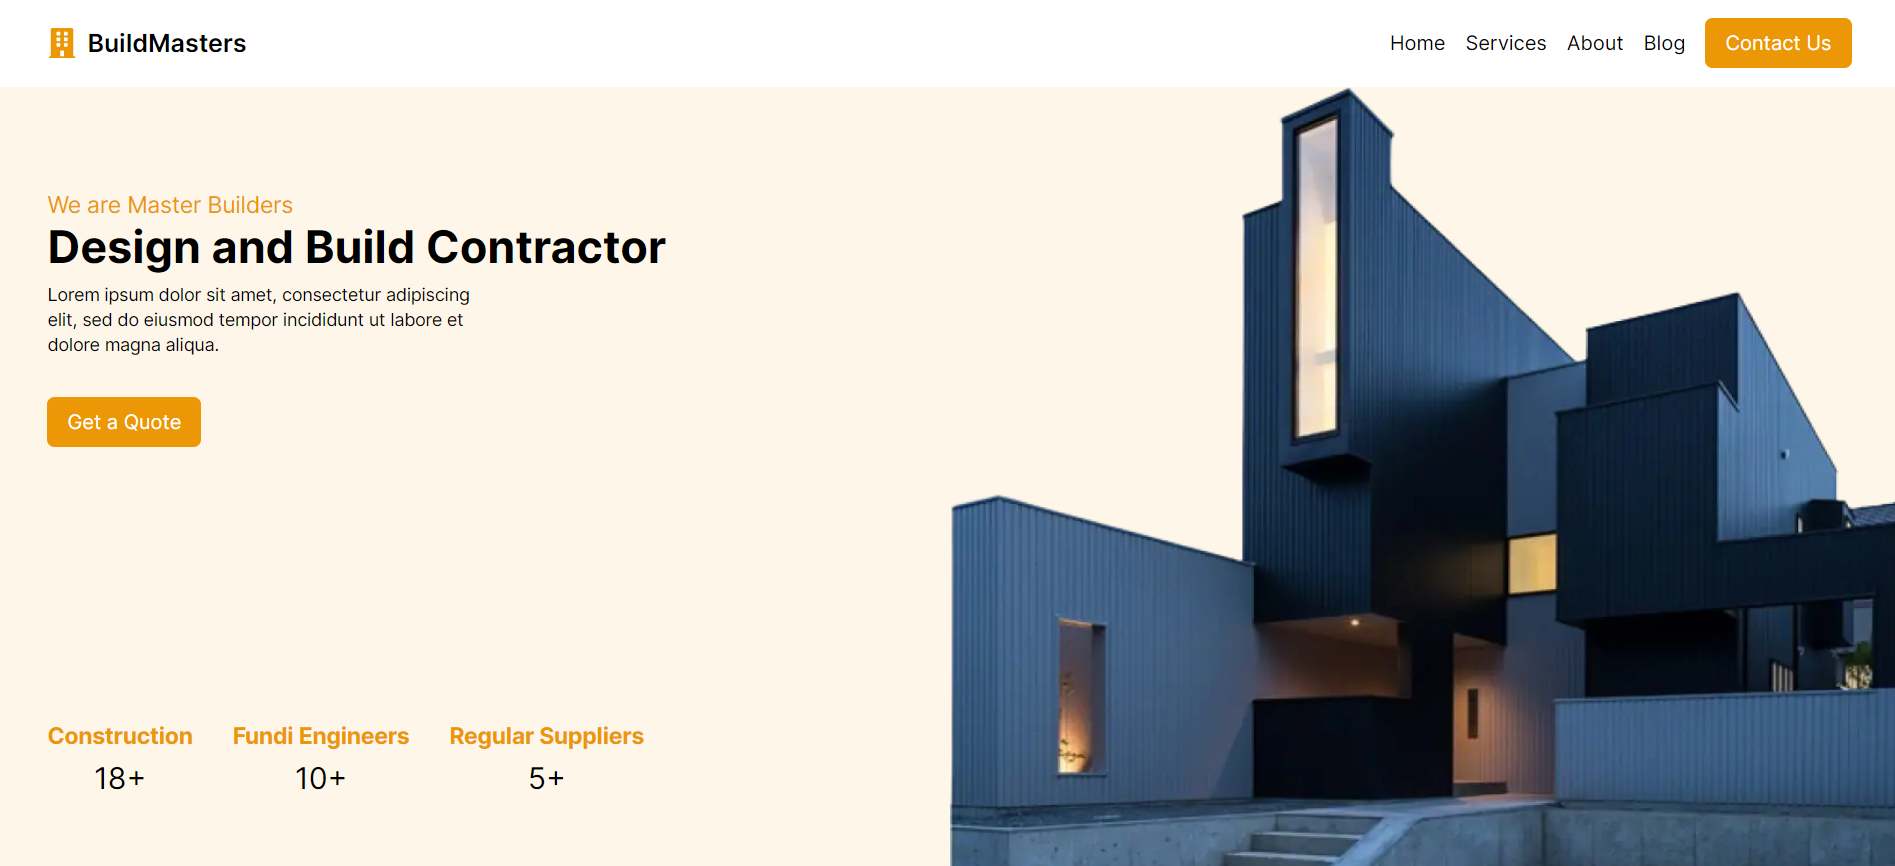 BuildMasters
Home Services About Blog Contact Us
We are Master Builders
Design and Build Contractor
Lorem ipsum dolor sit amet, consectetur adipiscing
elit, sed do eiusmod tempor incididunt ut labore et
dolore magna aliqua.
Get a Quote
Construction Fundi Engineers Regular Suppliers
18+ 10+ 5+